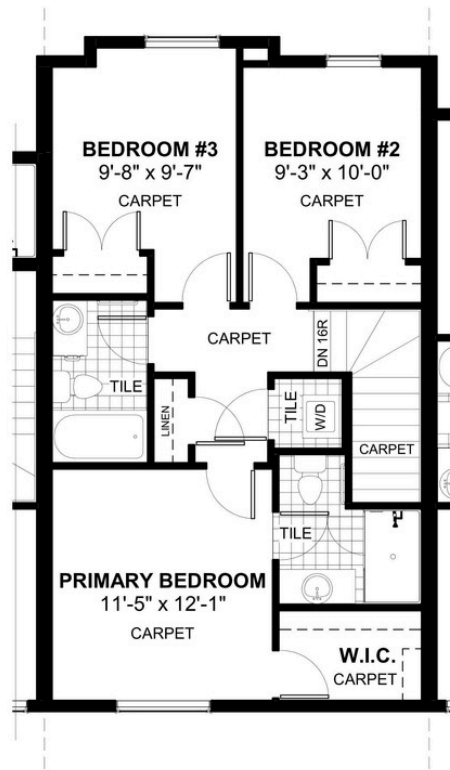 BEDROOM #3
9'-8" x 9'-7"
CARPET
BEDROOM #2
9'-3" x 10'-0"
CARPET
CARPET
DN 16R
TILE
LINEN
TILE
W/D
CARPET
TILE
PRIMARY BEDROOM
11'-5" x 12'-1"
CARPET
W.I.C.
CARPET